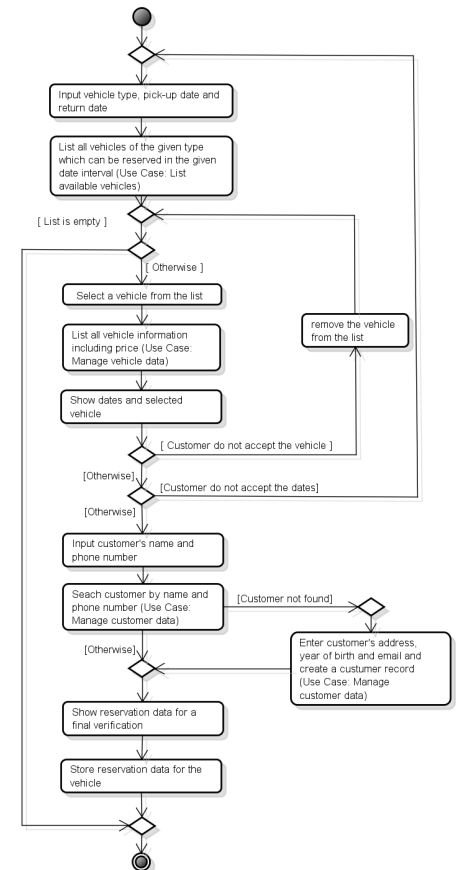 Input vehicle type, pick-up date and
return date
List all vehicles of the given type
which can be reserved in the given
date interval (Use Case: List
available vehicles)
[ List is empty ]
[ Otherwise ]
Select a vehicle from the list
List all vehicle information
including price (Use Case:
Manage vehicle data)
remove the vehicle
from the list
Show dates and selected
vehicle
[ Customer do not accept the vehicle ]
[Otherwise]
[Customer do not accept the dates]
[Otherwise]
Input customer's name and
phone number
Seach customer by name and
phone number (Use Case:
Manage customer data)
[Customer not found]
Enter customer's address,
year of birth and email and
create a custumer record
(Use Case: Manage
customer data)
[Otherwise]
Show reservation data for a
final verification
Store reservation data for the
vehicle